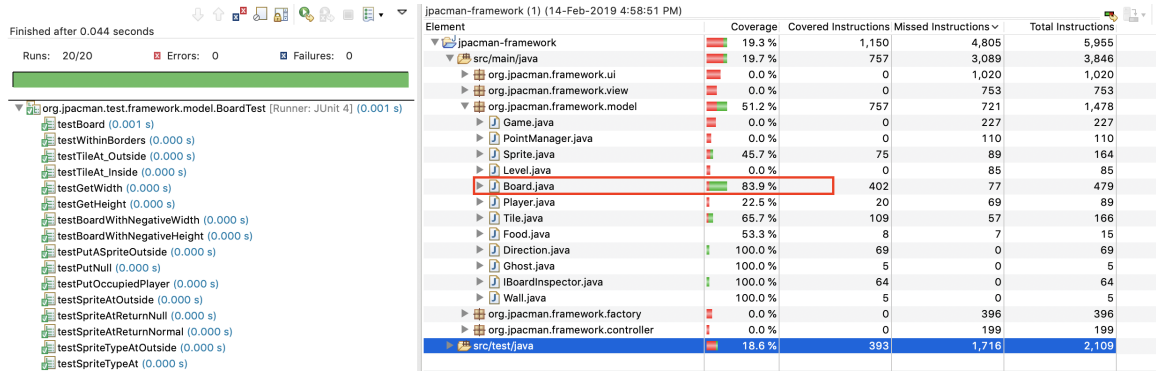 Finished after 0.044 seconds
Runs: 20/20 Errors: 0 Failures: 0
org.jpacman.test.framework.model.BoardTest [Runner: JUnit 4] (0.001 s)
testBoard (0.001 s)
testWithinBorders (0.000 s)
testTileAt_Outside (0.000 s)
testTileAt_Inside (0.000 s)
testGetWidth (0.000 s)
testGetHeight (0.000 s)
testBoardWithNegativeWidth (0.000 s)
testBoardWithNegativeHeight (0.000 s)
testPutASpriteOutside (0.000 s)
testPutNull (0.000 s)
testPutOccupiedPlayer (0.000 s)
testSpriteAtOutside (0.000 s)
testSpriteAtReturnNull (0.000 s)
testSpriteAtReturnNormal (0.000 s)
testSpriteTypeAtOutside (0.000 s)
testSpriteTypeAt (0.000 s)
jpacman-framework (1) (14-Feb-2019 4:58:51 PM)
Element Coverage Covered Instructions Missed Instructions Total Instructions
jpacman-framework 19.3 % 1,150 4,805 5,955
src/main/java 19.7 % 757 3,089 3,846
org.jpacman.framework.ui 0.0 % 0 1,020 1,020
org.jpacman.framework.view 0.0 % 0 753 753
org.jpacman.framework.model 51.2 % 757 721 1,478
Game.java 0.0 % 0 227 227
PointManager.java 0.0 % 0 110 110
Sprite.java 45.7 % 75 89 164
Level.java 0.0 % 0 85 85
Board.java 83.9 % 402 77 479
Player.java 22.5 % 20 69 89
Tile.java 65.7 % 109 57 166
Food.java 53.3 % 8 7 15
Direction.java 100.0 % 69 0 69
Ghost.java 100.0 % 5 0 5
IBoardInspector.java 100.0 % 64 0 64
Wall.java 100.0 % 5 0 5
org.jpacman.framework.factory 0.0 % 0 396 396
org.jpacman.framework.controller 0.0 % 0 199 199
src/test/java 18.6 % 393 1,716 2,109